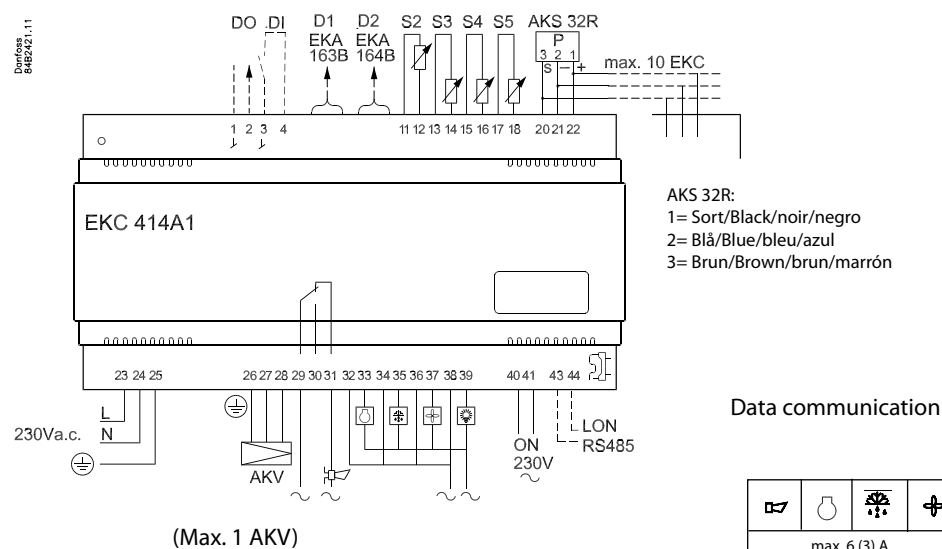 Danfoss
84B2421.11
DO DI D1 D2 S2 S3 S4 S5 AKS 32R
EKA EKA
163B 164B
P
3 2 1
S – +
max. 10 EKC
1 2 3 4 11 12 13 14 15 16 17 18 20 21 22
EKC 414A1
AKS 32R:
1= Sort/Black/noir/negro
2= Blå/Blue/bleu/azul
3= Brun/Brown/brun/marrón
23 24 25 26 27 28 29 30 31 32 33 34 35 36 37 38 39 40 41 43 44
L
230Va.c. N
AKV
ON
230V
LON
RS485
(Max. 1 AKV)
Data communication
max. 6 (3) A